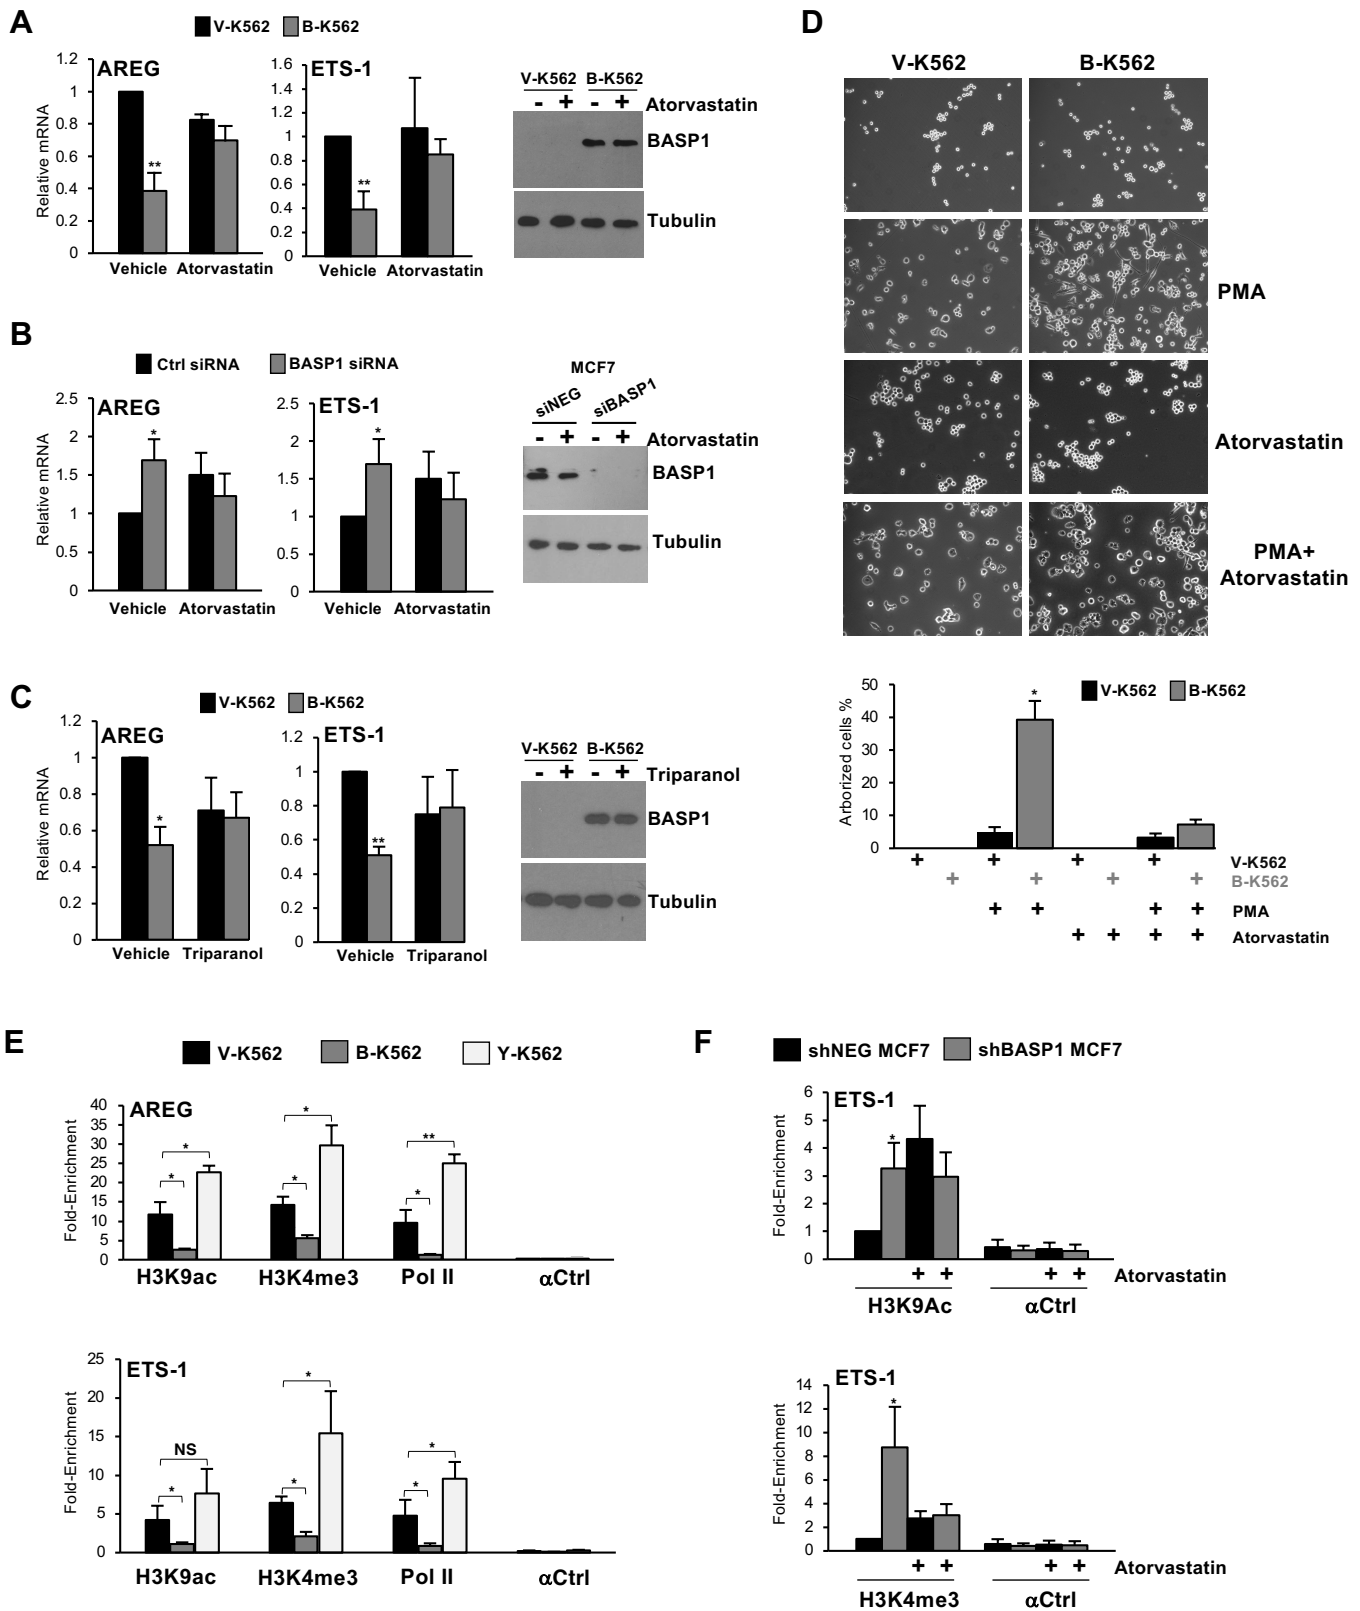 A
V-K562 B-K562
AREG
Relative mRNA
1.2
1
0.8
0.6
0.4
0.2
0
**
Vehicle Atorvastatin
ETS-1
1.6
1.4
1.2
1
0.8
0.6
0.4
0.2
0
**
Vehicle Atorvastatin
V-K562 B-K562
- + - + Atorvastatin
BASP1
Tubulin
B
Ctrl siRNA BASP1 siRNA
AREG
Relative mRNA
2.5
2
1.5
1
0.5
0
*
Vehicle Atorvastatin
ETS-1
2.5
2
1.5
1
0.5
0
*
Vehicle Atorvastatin
MCF7
siNEG siBASP1
- + - + Atorvastatin
BASP1
Tubulin
C
V-K562 B-K562
AREG
Relative mRNA
1.2
1
0.8
0.6
0.4
0.2
0
*
Vehicle Triparanol
ETS-1
1.2
1
0.8
0.6
0.4
0.2
0
**
Vehicle Triparanol
V-K562 B-K562
- + - + Triparanol
BASP1
Tubulin
D
V-K562 B-K562
PMA
Atorvastatin
PMA+
Atorvastatin
V-K562 B-K562
Arborized cells %
50
40
30
20
10
0
*
+ + + + V-K562
+ + + + B-K562
+ + + + PMA
+ + + + Atorvastatin
E
V-K562 B-K562 Y-K562
AREG
Fold-Enrichment
40
35
30
25
20
15
10
5
0
* * * * * **
H3K9ac H3K4me3 Pol II αCtrl
ETS-1
Fold-Enrichment
25
20
15
10
5
0
NS * * * * *
H3K9ac H3K4me3 Pol II αCtrl
F
shNEG MCF7 shBASP1 MCF7
ETS-1
Fold-Enrichment
6
5
4
3
2
1
0
*
+ + + + Atorvastatin
H3K9Ac αCtrl
ETS-1
Fold-Enrichment
14
12
10
8
6
4
2
0
*
+ + + + Atorvastatin
H3K4me3 αCtrl